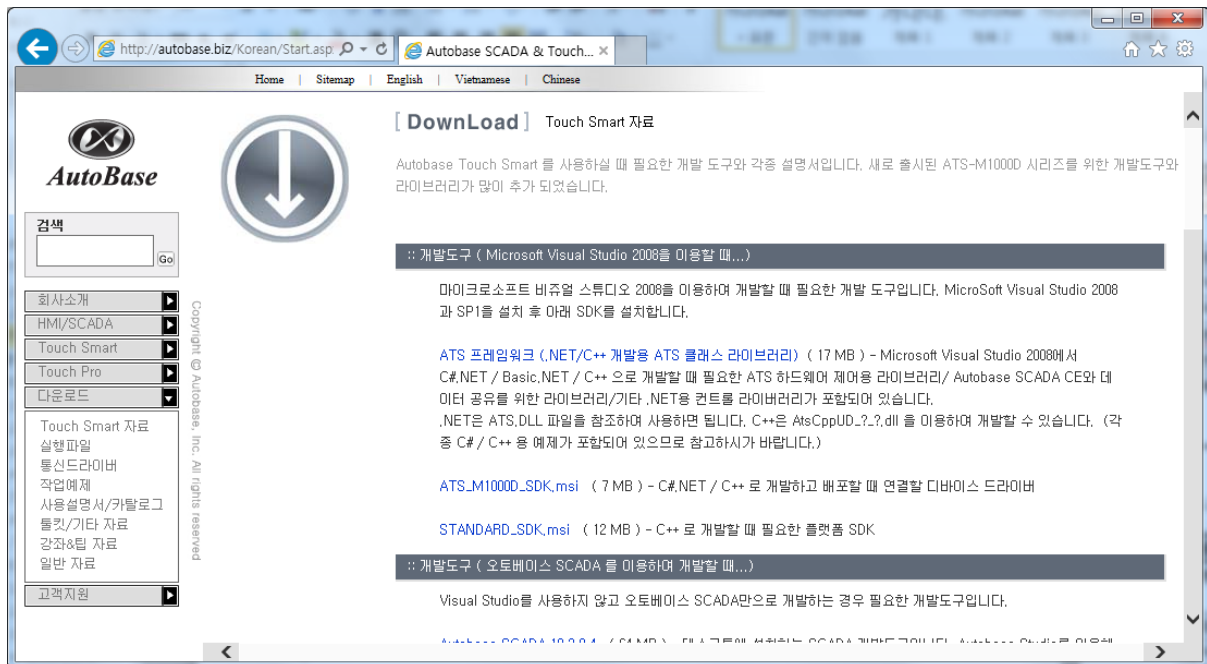 http://autobase.biz/Korean/Start.asp
Autobase SCADA & Touch...
Home | Sitemap | English | Vietnamese | Chinese
AutoBase
검색
Go
회사소개
HMI/SCADA
Touch Smart
Touch Pro
다운로드
Touch Smart 자료
실행파일
통신드라이버
작업예제
사용설명서/카탈로그
툴킷/기타 자료
강좌&팁 자료
일반 자료
고객지원
Copyright @ Autobase, Inc. All rights reserved
[ DownLoad ] Touch Smart 자료
Autobase Touch Smart 를 사용하실 때 필요한 개발 도구와 각종 설명서입니다. 새로 출시된 ATS-M1000D 시리즈를 위한 개발도구와
라이브러리가 많이 추가 되었습니다.
:: 개발도구 ( Microsoft Visual Studio 2008을 이용할 때...)
마이크로소프트 비쥬얼 스튜디오 2008을 이용하여 개발할 때 필요한 개발 도구입니다. MicroSoft Visual Studio 2008
과 SP1을 설치 후 아래 SDK를 설치합니다.
ATS 프레임워크 (.NET/C++ 개발용 ATS 클래스 라이브러리) ( 17 MB ) - Microsoft Visual Studio 2008에서
C#.NET / Basic.NET / C++ 으로 개발할 때 필요한 ATS 하드웨어 제어용 라이브러리/ Autobase SCADA CE와 데
이터 공유를 위한 라이브러리/기타 .NET용 컨트롤 라이버러리가 포함되어 있습니다.
.NET은 ATS.DLL 파일을 참조하여 사용하면 됩니다. C++은 AtsCppUD_?_?.dll 을 이용하여 개발할 수 있습니다. (각
종 C# / C++ 용 예제가 포함되어 있으므로 참고하시가 바랍니다.)
ATS_M1000D_SDK.msi ( 7 MB ) - C#.NET / C++ 로 개발하고 배포할 때 연결할 디바이스 드라이버
STANDARD_SDK.msi ( 12 MB ) - C++ 로 개발할 때 필요한 플랫폼 SDK
:: 개발도구 ( 오토베이스 SCADA 를 이용하여 개발할 때...)
Visual Studio를 사용하지 않고 오토베이스 SCADA만으로 개발하는 경우 필요한 개발도구입니다.